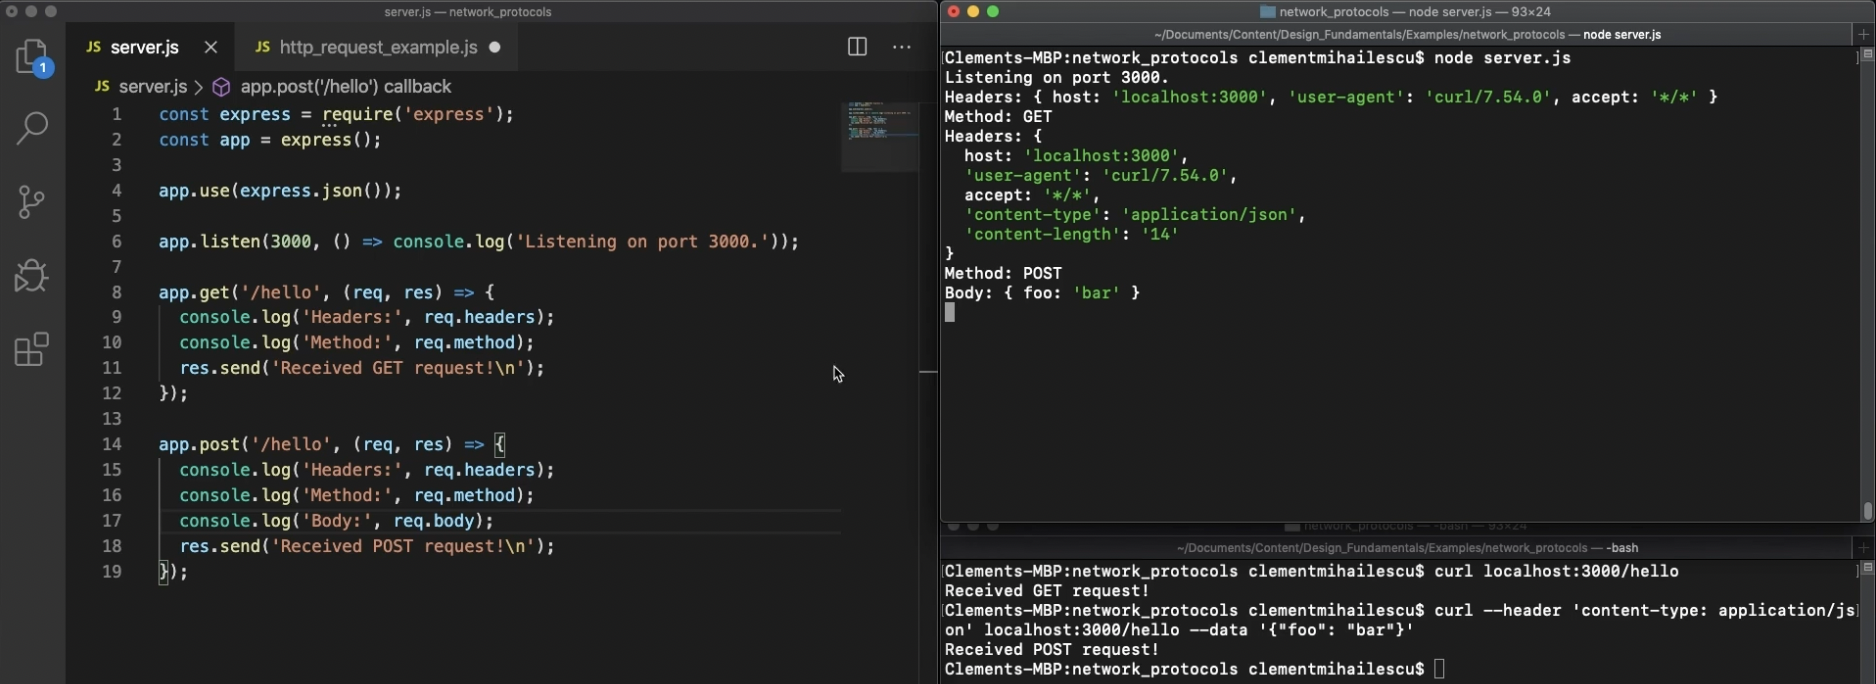 server.js — network_protocols
JS server.js
JS http_request_example.js
1
JS server.js > app.post('/hello') callback
1 const express = require('express');
2 const app = express();
3
4 app.use(express.json());
5
6 app.listen(3000, () => console.log('Listening on port 3000.'));
7
8 app.get('/hello', (req, res) => {
9 console.log('Headers:', req.headers);
10 console.log('Method:', req.method);
11 res.send('Received GET request!\n');
12 });
13
14 app.post('/hello', (req, res) => {
15 console.log('Headers:', req.headers);
16 console.log('Method:', req.method);
17 console.log('Body:', req.body);
18 res.send('Received POST request!\n');
19 });
network_protocols — node server.js — 93×24
~/Documents/Content/Design_Fundamentals/Examples/network_protocols — node server.js
[Clements-MBP:network_protocols clementmihailescu$ node server.js ]
Listening on port 3000.
Headers: { host: 'localhost:3000', 'user-agent': 'curl/7.54.0', accept: '*/*' }
Method: GET
Headers: {
host: 'localhost:3000',
'user-agent': 'curl/7.54.0',
accept: '*/*',
'content-type': 'application/json',
'content-length': '14'
}
Method: POST
Body: { foo: 'bar' }
network_protocols — -bash — 93×24
~/Documents/Content/Design_Fundamentals/Examples/network_protocols — -bash
[Clements-MBP:network_protocols clementmihailescu$ curl localhost:3000/hello ]
Received GET request!
[Clements-MBP:network_protocols clementmihailescu$ curl --header 'content-type: application/js]
on' localhost:3000/hello --data '{"foo": "bar"}'
Received POST request!
Clements-MBP:network_protocols clementmihailescu$